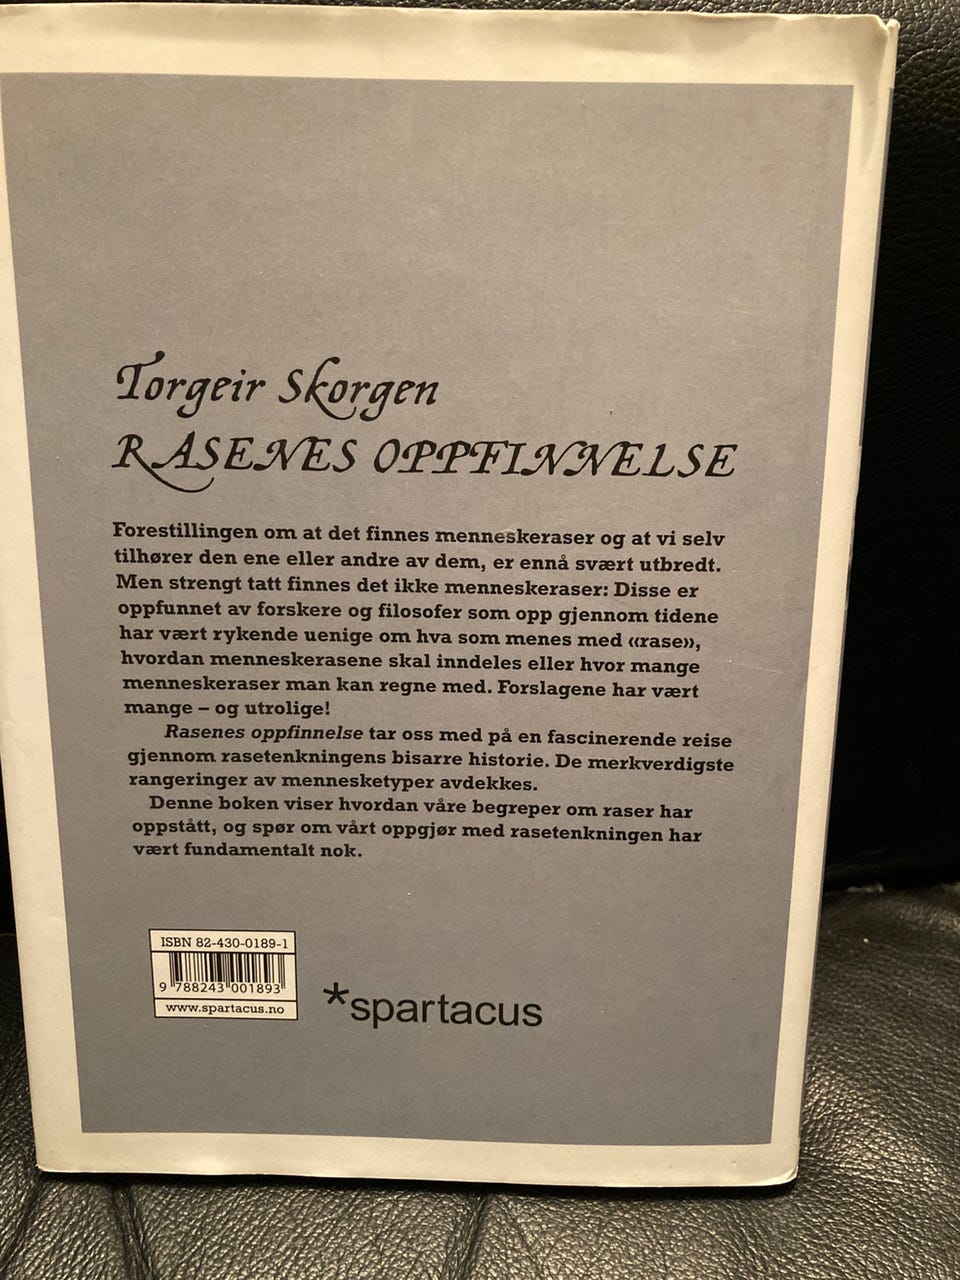 Torgeir Skorgen
RASENES OPPFINNELSE
Forestillingen om at det finnes menneskeraser og at vi selv
tilhører den ene eller andre av dem, er ennå svært utbredt.
Men strengt tatt finnes det ikke menneskeraser: Disse er
oppfunnet av forskere og filosofer som opp gjennom tidene
har vært rykende uenige om hva som menes med «rase»,
hvordan menneskerasene skal inndeles eller hvor mange
menneskeraser man kan regne med. Forslagene har vært
mange – og utrolige!
Rasenes oppfinnelse tar oss med på en fascinerende reise
gjennom rasetenkningens bisarre historie. De merkverdigste
rangeringer av mennesketyper avdekkes.
Denne boken viser hvordan våre begreper om raser har
oppstått, og spør om vårt oppgjør med rasetenkningen har
vært fundamentalt nok.
ISBN 82-430-0189-1
9 788243 001893
www.spartacus.no
*spartacus